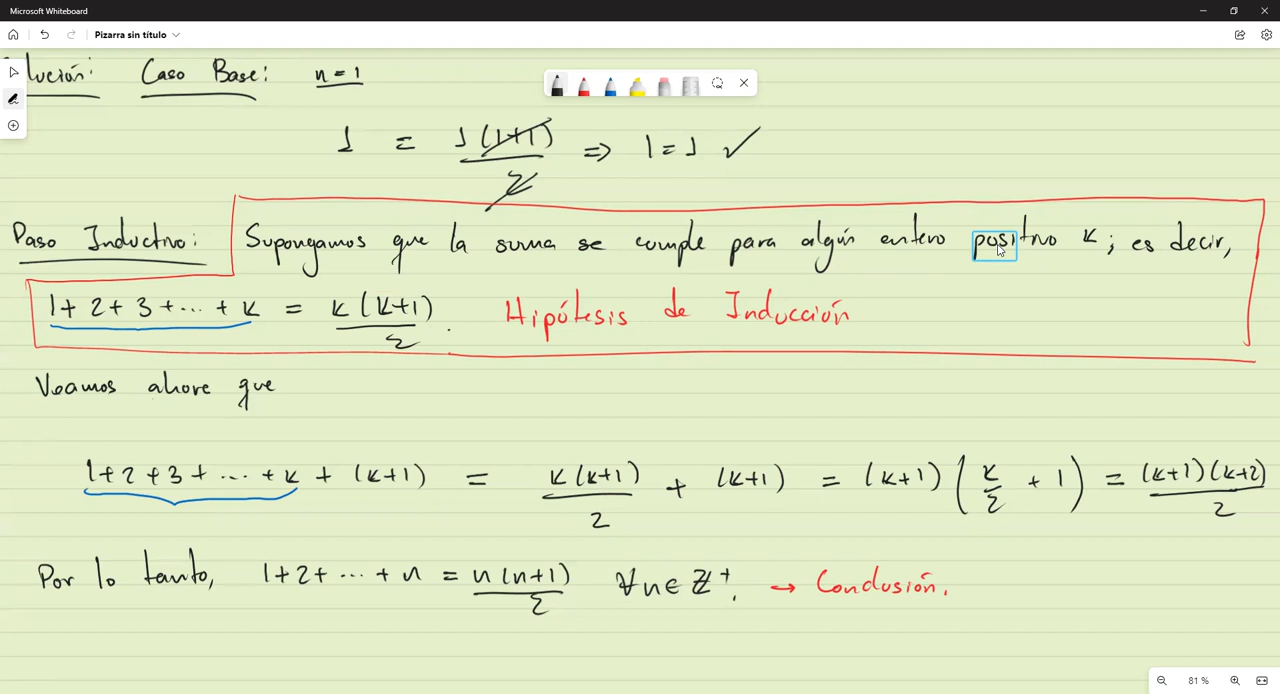 Microsoft Whiteboard
Pizarra sin título
Solución: Caso Base: n = 1
1 = 1(1+1)/2 => 1 = 1 ✓
Paso Inductivo: Supongamos que la suma se cumple para algún entero positivo k; es decir,
1 + 2 + 3 + ... + k = k(k+1)/2. Hipótesis de Inducción
Veamos ahora que
1 + 2 + 3 + ... + k + (k+1) = k(k+1)/2 + (k+1) = (k+1)(k/2 + 1) = (k+1)(k+2)/2
Por lo tanto, 1 + 2 + ... + n = n(n+1)/2 ∀n ∈ ℤ⁺. → Conclusión.
81 %